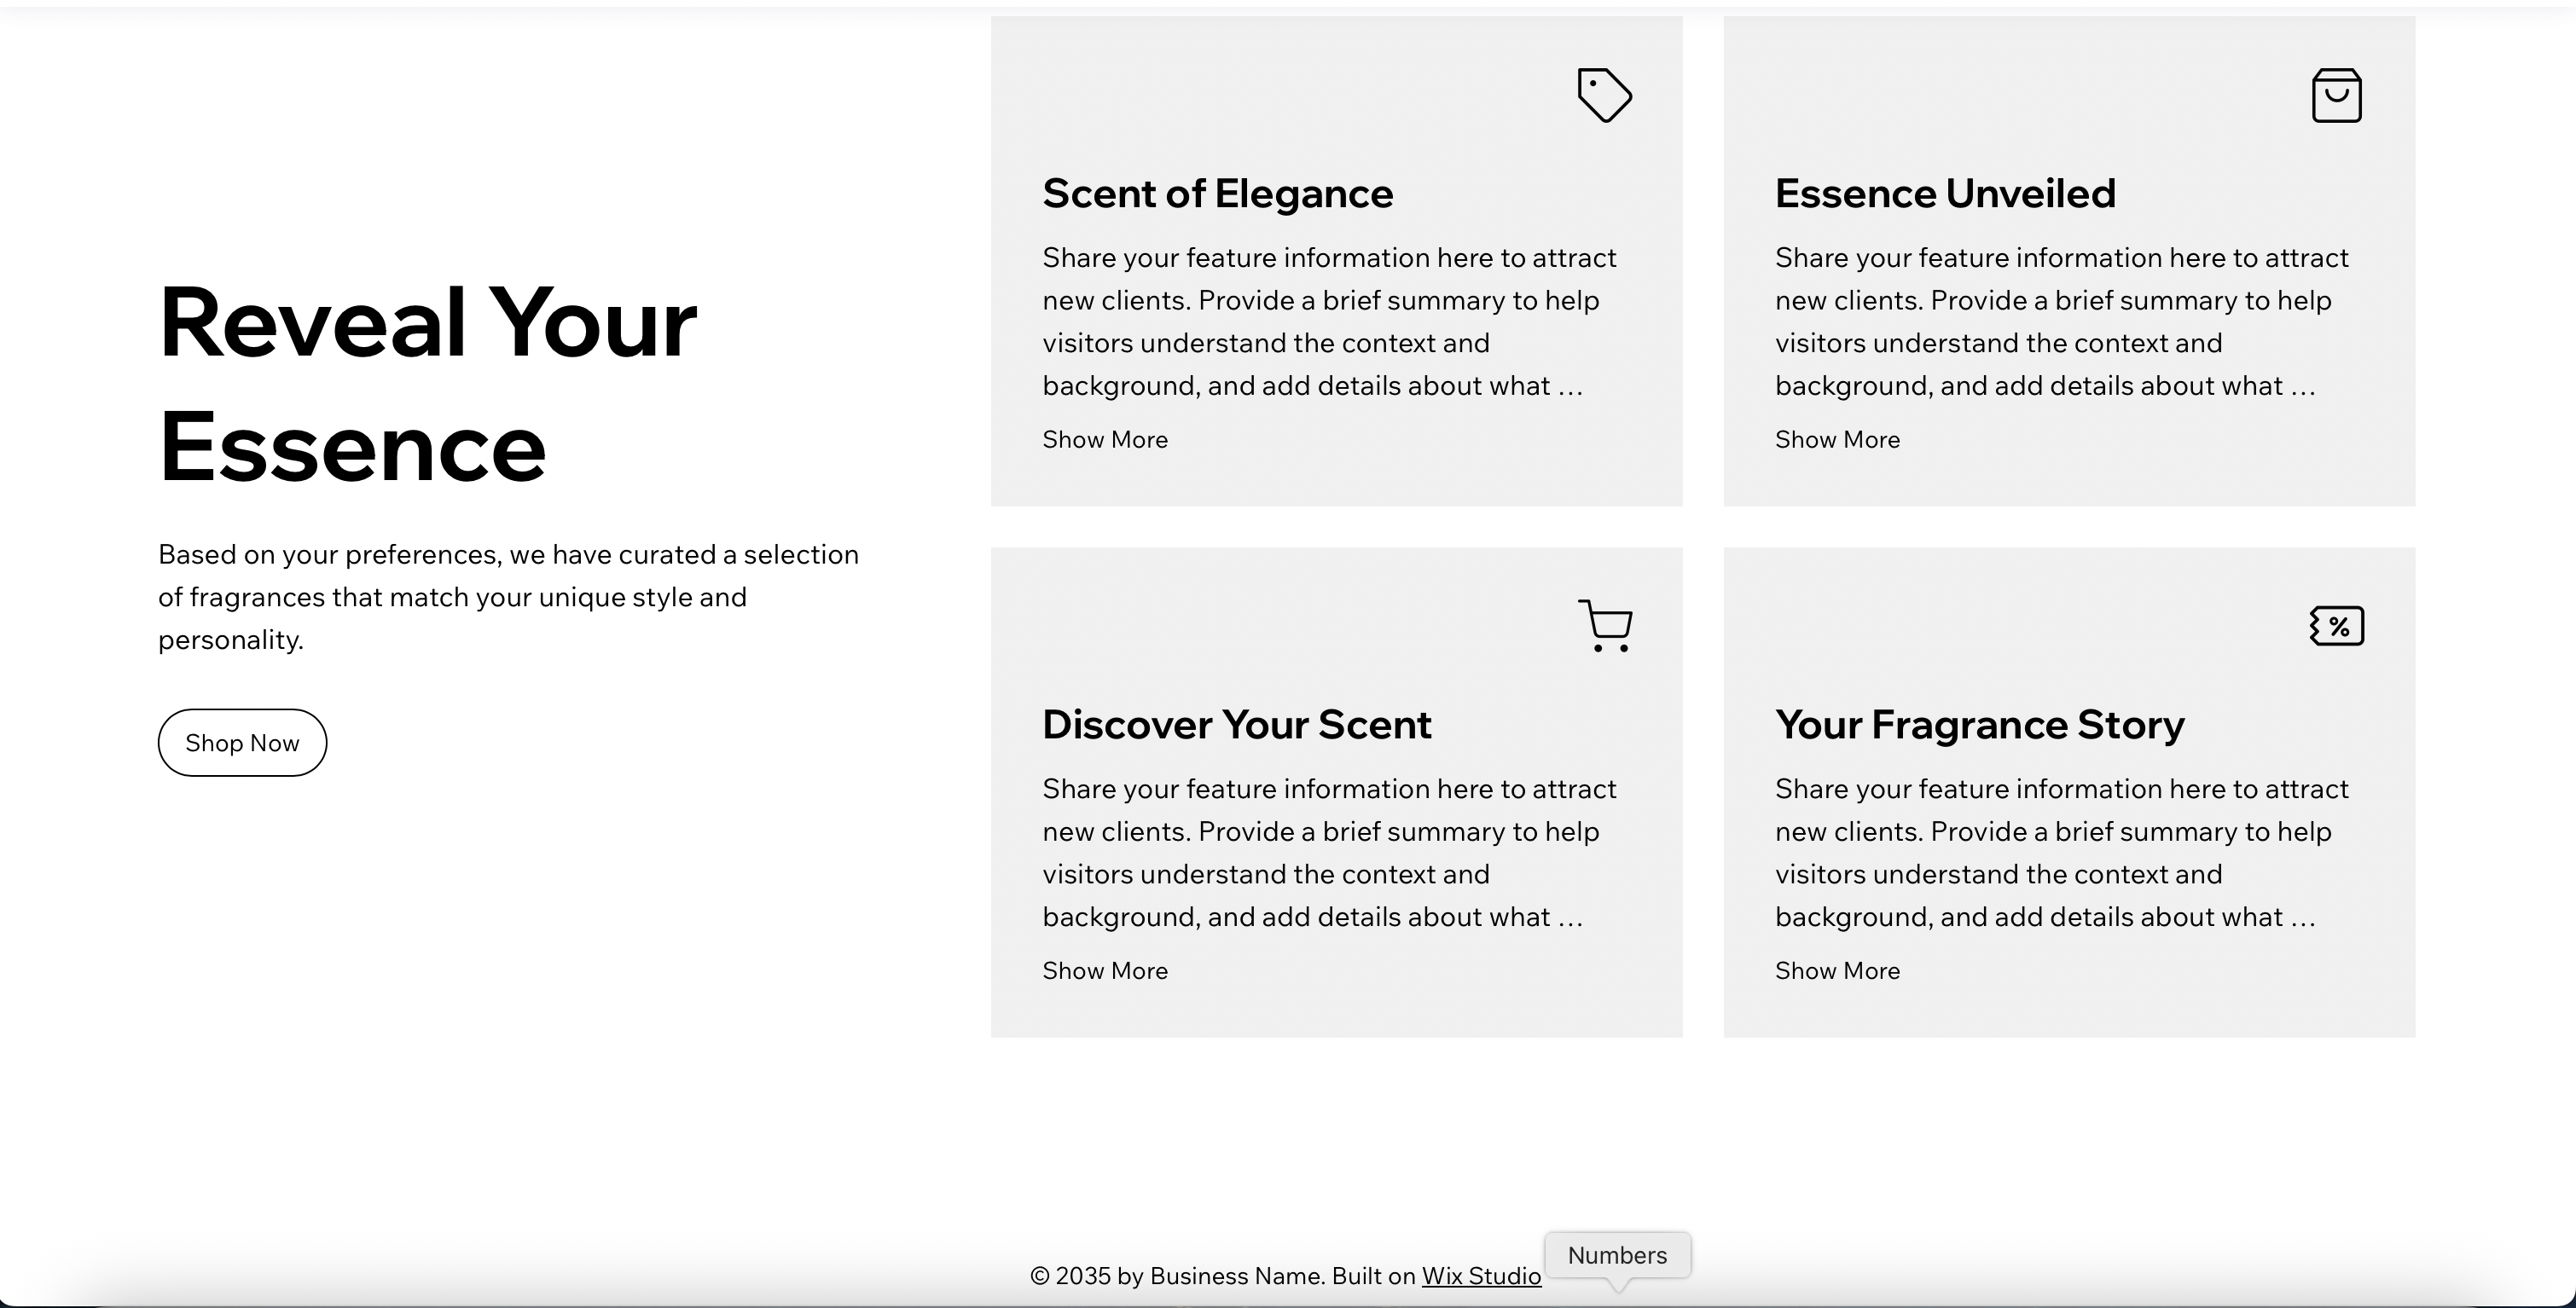 Reveal Your
Essence
Based on your preferences, we have curated a selection
of fragrances that match your unique style and
personality.
Shop Now
Scent of Elegance
Share your feature information here to attract
new clients. Provide a brief summary to help
visitors understand the context and
background, and add details about what …
Show More
Essence Unveiled
Share your feature information here to attract
new clients. Provide a brief summary to help
visitors understand the context and
background, and add details about what …
Show More
Discover Your Scent
Share your feature information here to attract
new clients. Provide a brief summary to help
visitors understand the context and
background, and add details about what …
Show More
%
Your Fragrance Story
Share your feature information here to attract
new clients. Provide a brief summary to help
visitors understand the context and
background, and add details about what …
Show More
© 2035 by Business Name. Built on Wix Studio
Numbers